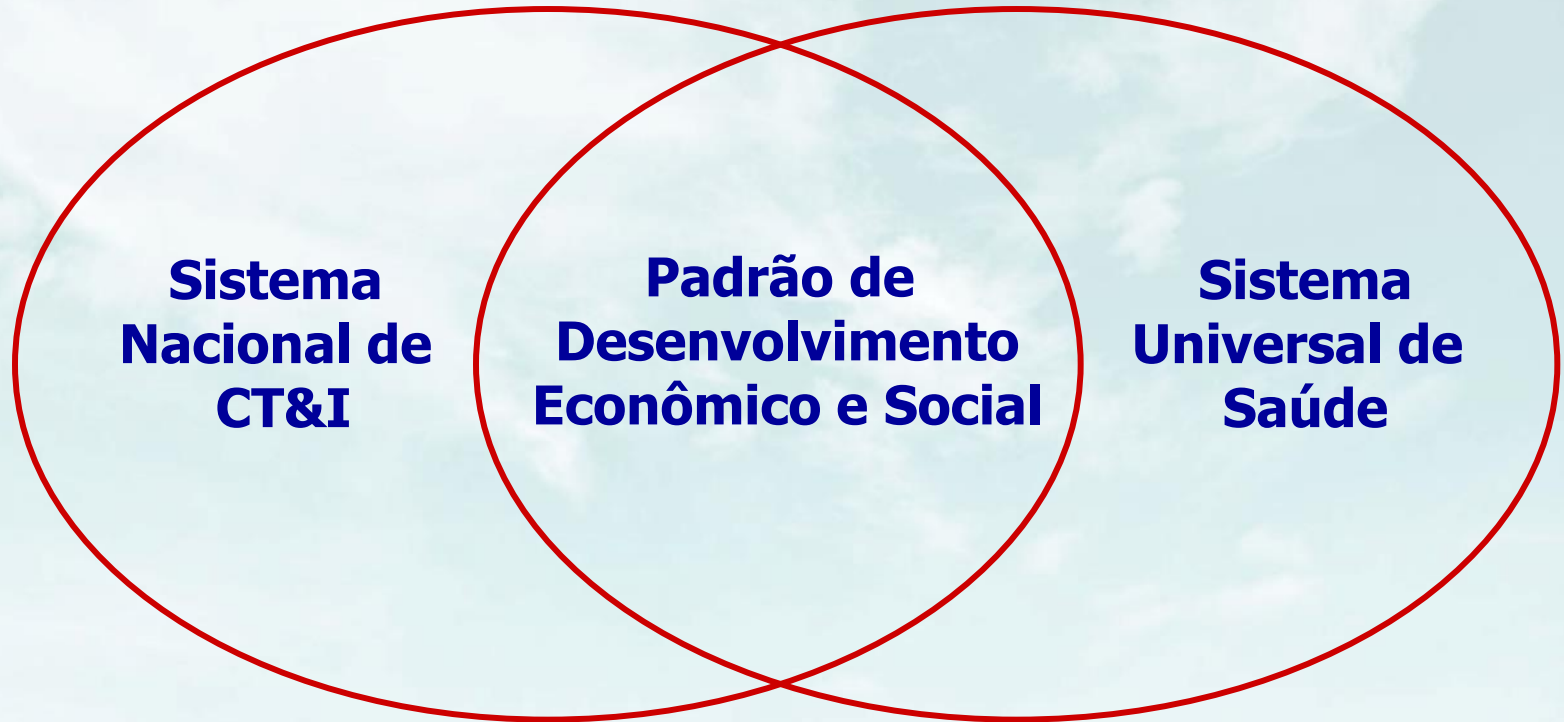 Sistema
Nacional de
CT&I
Padrão de
Desenvolvimento
Econômico e Social
Sistema
Universal de
Saúde